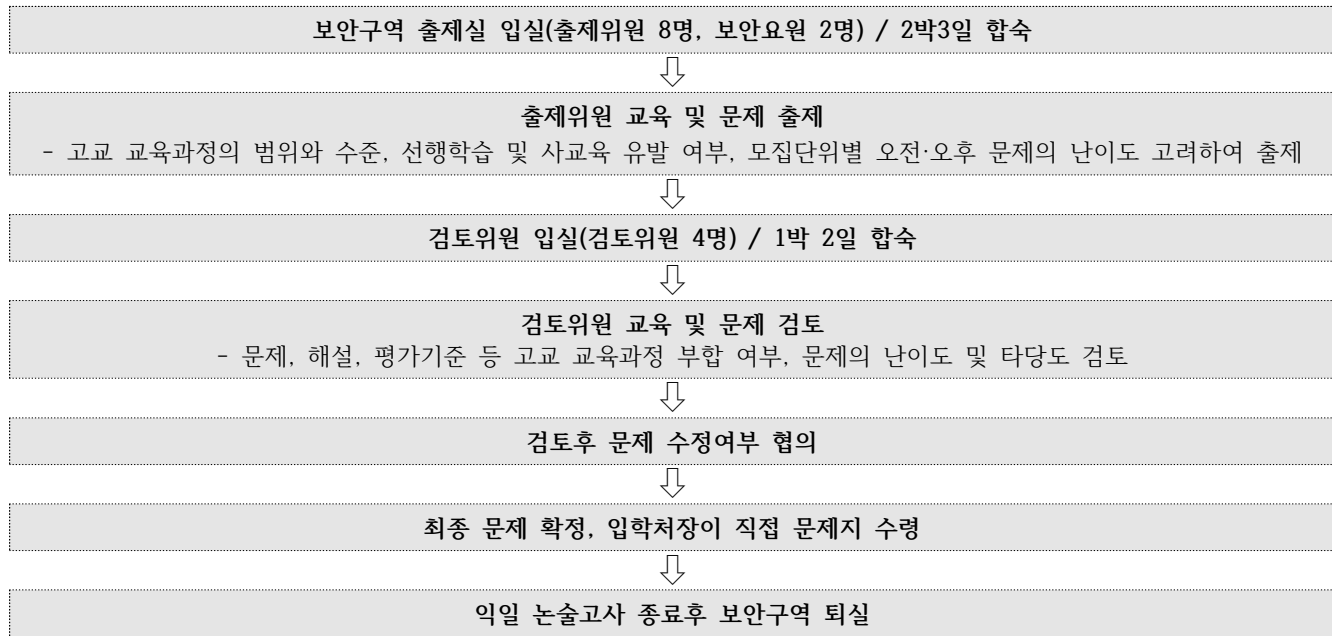 보안구역 출제실 입실(출제위원 8명, 보안요원 2명) / 2박3일 합숙
출제위원 교육 및 문제 출제
- 고교 교육과정의 범위와 수준, 선행학습 및 사교육 유발 여부, 모집단위별 오전·오후 문제의 난이도 고려하여 출제
검토위원 입실(검토위원 4명) / 1박 2일 합숙
검토위원 교육 및 문제 검토
- 문제, 해설, 평가기준 등 고교 교육과정 부합 여부, 문제의 난이도 및 타당도 검토
검토후 문제 수정여부 협의
최종 문제 확정, 입학처장이 직접 문제지 수령
익일 논술고사 종료후 보안구역 퇴실